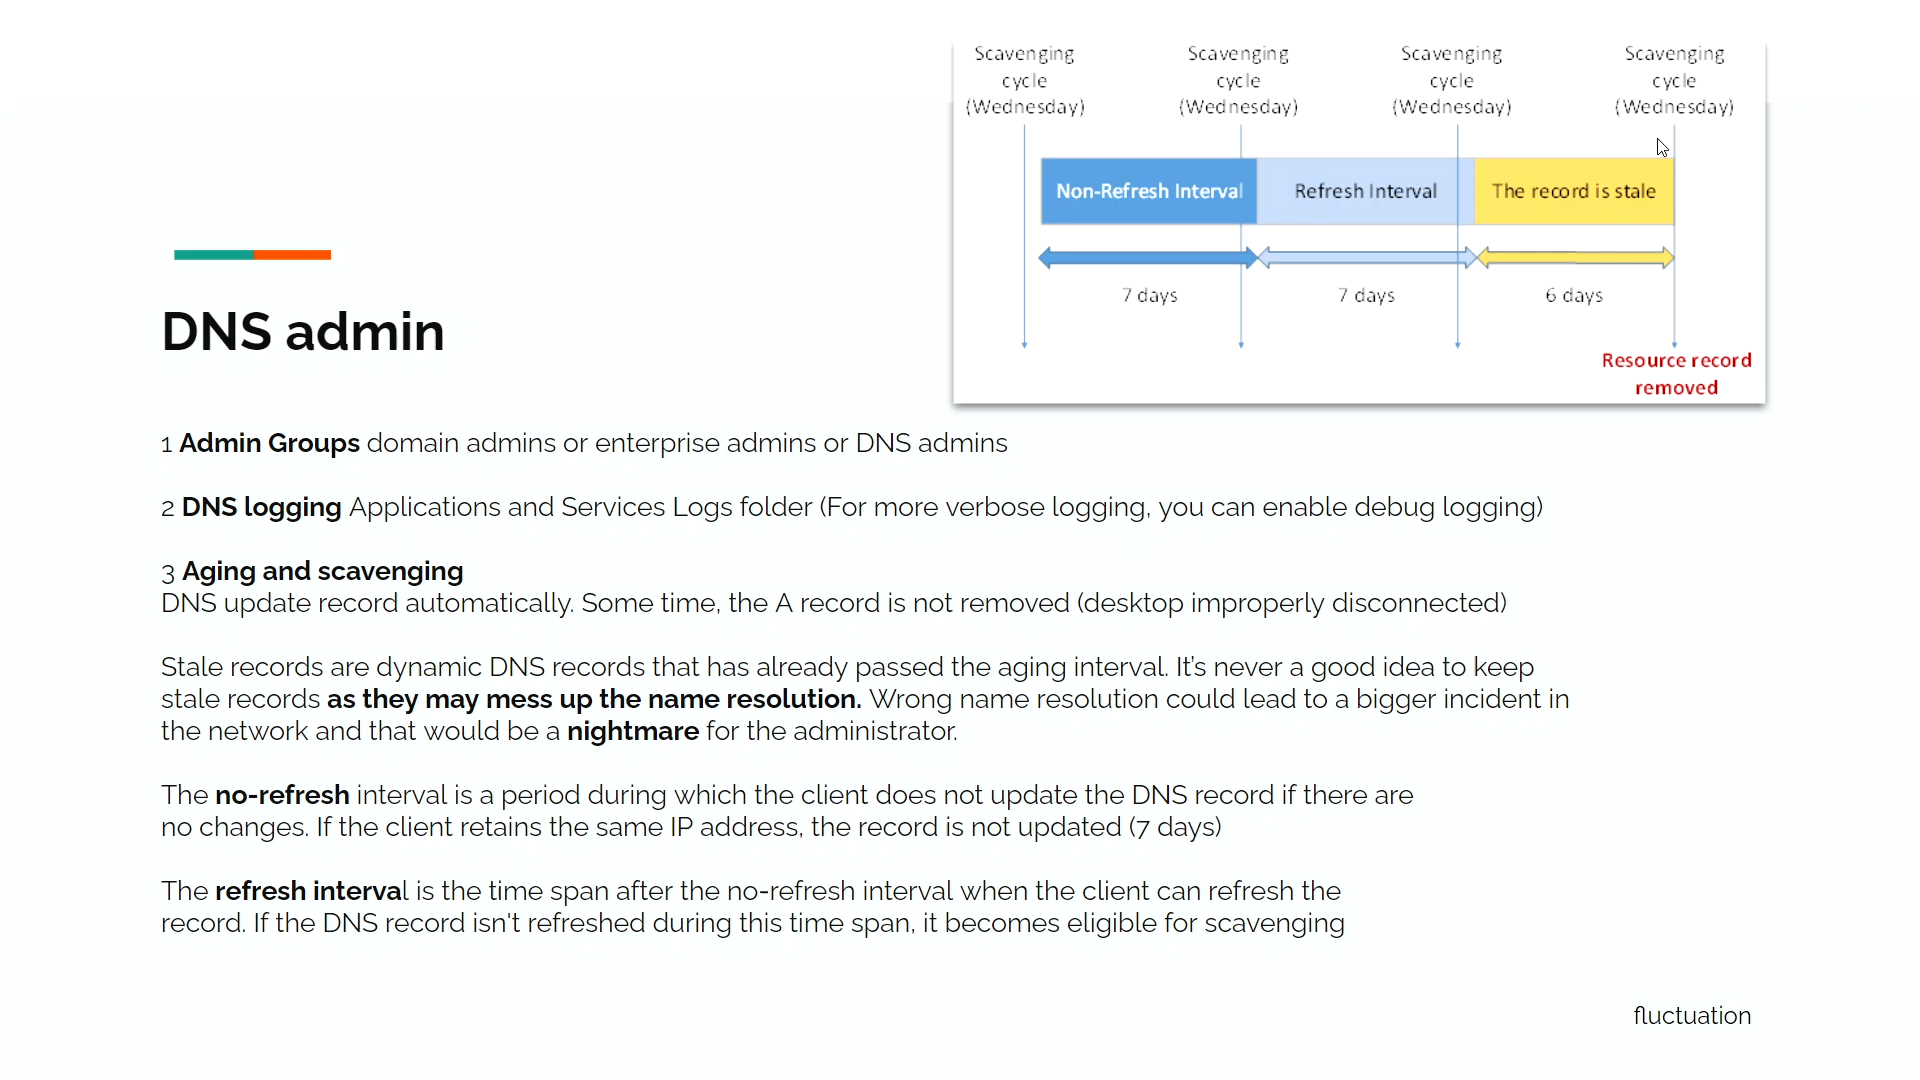 Scavenging
cycle
(Wednesday)
Scavenging
cycle
(Wednesday)
Scavenging
cycle
(Wednesday)
Scavenging
cycle
(Wednesday)
Non-Refresh Interval
Refresh Interval
The record is stale
7 days
7 days
6 days
Resource record
removed
DNS admin
1 Admin Groups domain admins or enterprise admins or DNS admins
2 DNS logging Applications and Services Logs folder (For more verbose logging, you can enable debug logging)
3 Aging and scavenging
DNS update record automatically. Some time, the A record is not removed (desktop improperly disconnected)
Stale records are dynamic DNS records that has already passed the aging interval. It’s never a good idea to keep
stale records as they may mess up the name resolution. Wrong name resolution could lead to a bigger incident in
the network and that would be a nightmare for the administrator.
The no-refresh interval is a period during which the client does not update the DNS record if there are
no changes. If the client retains the same IP address, the record is not updated (7 days)
The refresh interval is the time span after the no-refresh interval when the client can refresh the
record. If the DNS record isn't refreshed during this time span, it becomes eligible for scavenging
fluctuation